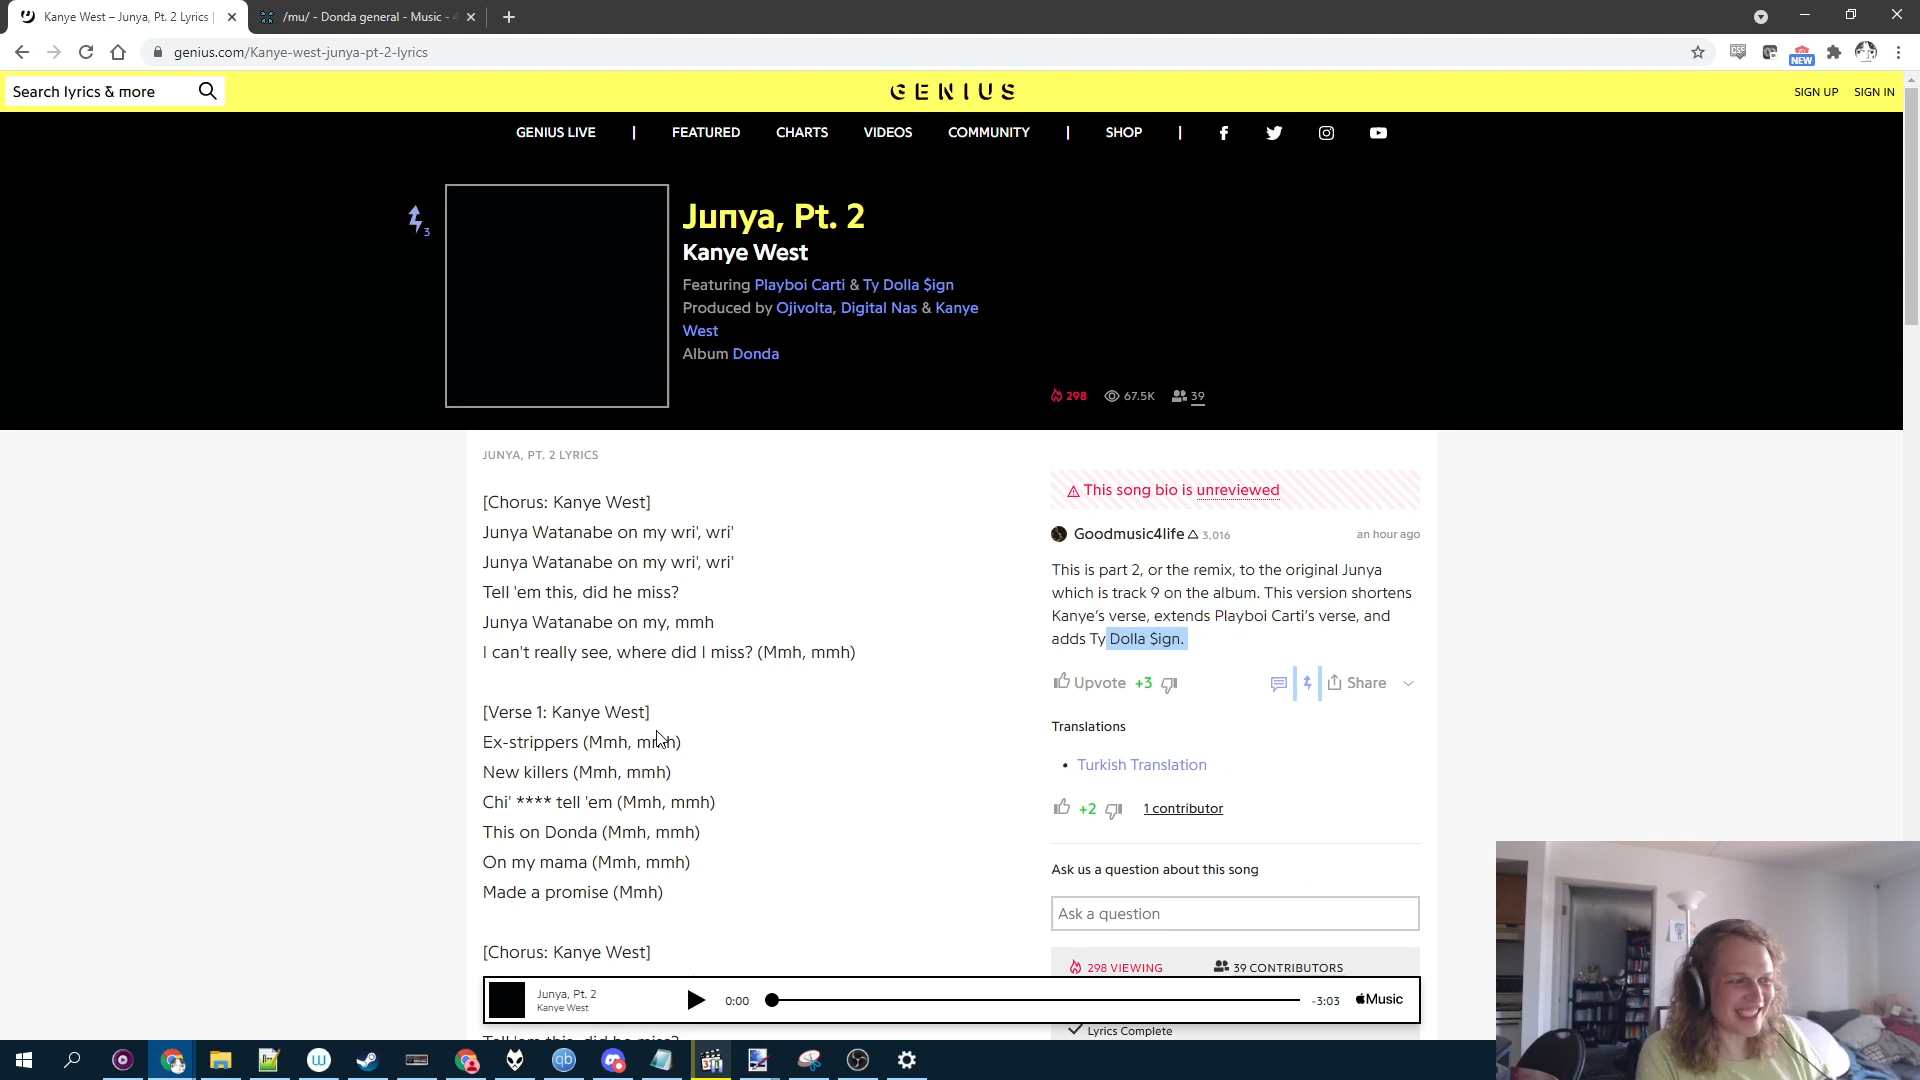 Kanye West – Junya, Pt. 2 Lyrics |
/mu/ - Donda general - Music - 4
genius.com/Kanye-west-junya-pt-2-lyrics
NEW
Search lyrics & more
GENIUS
SIGN UP SIGN IN
GENIUS LIVE | FEATURED CHARTS VIDEOS COMMUNITY | SHOP |
3
Junya, Pt. 2
Kanye West
Featuring Playboi Carti & Ty Dolla $ign
Produced by Ojivolta, Digital Nas & Kanye
West
Album Donda
298 67.5K 39
JUNYA, PT. 2 LYRICS
[Chorus: Kanye West]
Junya Watanabe on my wri', wri'
Junya Watanabe on my wri', wri'
Tell 'em this, did he miss?
Junya Watanabe on my, mmh
I can't really see, where did I miss? (Mmh, mmh)
[Verse 1: Kanye West]
Ex-strippers (Mmh, mmh)
New killers (Mmh, mmh)
Chi' **** tell 'em (Mmh, mmh)
This on Donda (Mmh, mmh)
On my mama (Mmh, mmh)
Made a promise (Mmh)
[Chorus: Kanye West]
Tell 'em this, did he miss?
This song bio is unreviewed
Goodmusic4life 3,016 an hour ago
This is part 2, or the remix, to the original Junya
which is track 9 on the album. This version shortens
Kanye's verse, extends Playboi Carti's verse, and
adds Ty Dolla $ign.
Upvote +3 Share
Translations
• Turkish Translation
+2 1 contributor
Ask us a question about this song
Ask a question
298 VIEWING 39 CONTRIBUTORS
Lyrics Complete
Junya, Pt. 2
Kanye West
0:00 -3:03 Music
W
qb